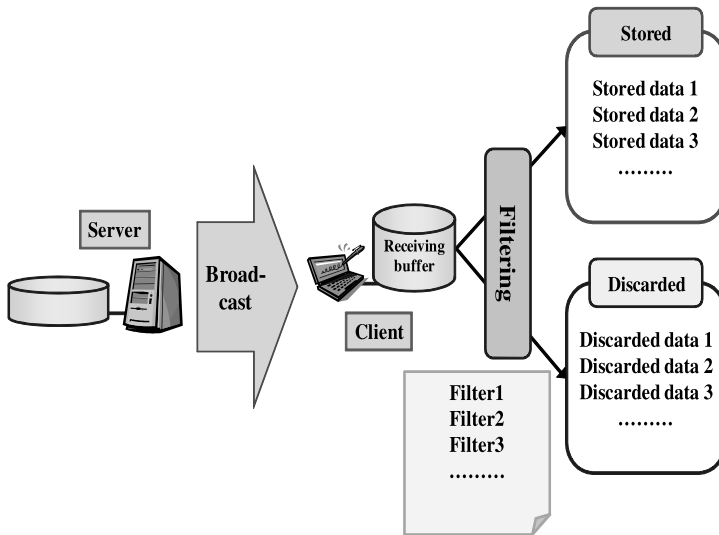 Server
Broad-
cast
Receiving
buffer
Client
Filtering
Filter1
Filter2
Filter3
.........
Stored
Stored data 1
Stored data 2
Stored data 3
.........
Discarded
Discarded data 1
Discarded data 2
Discarded data 3
.........